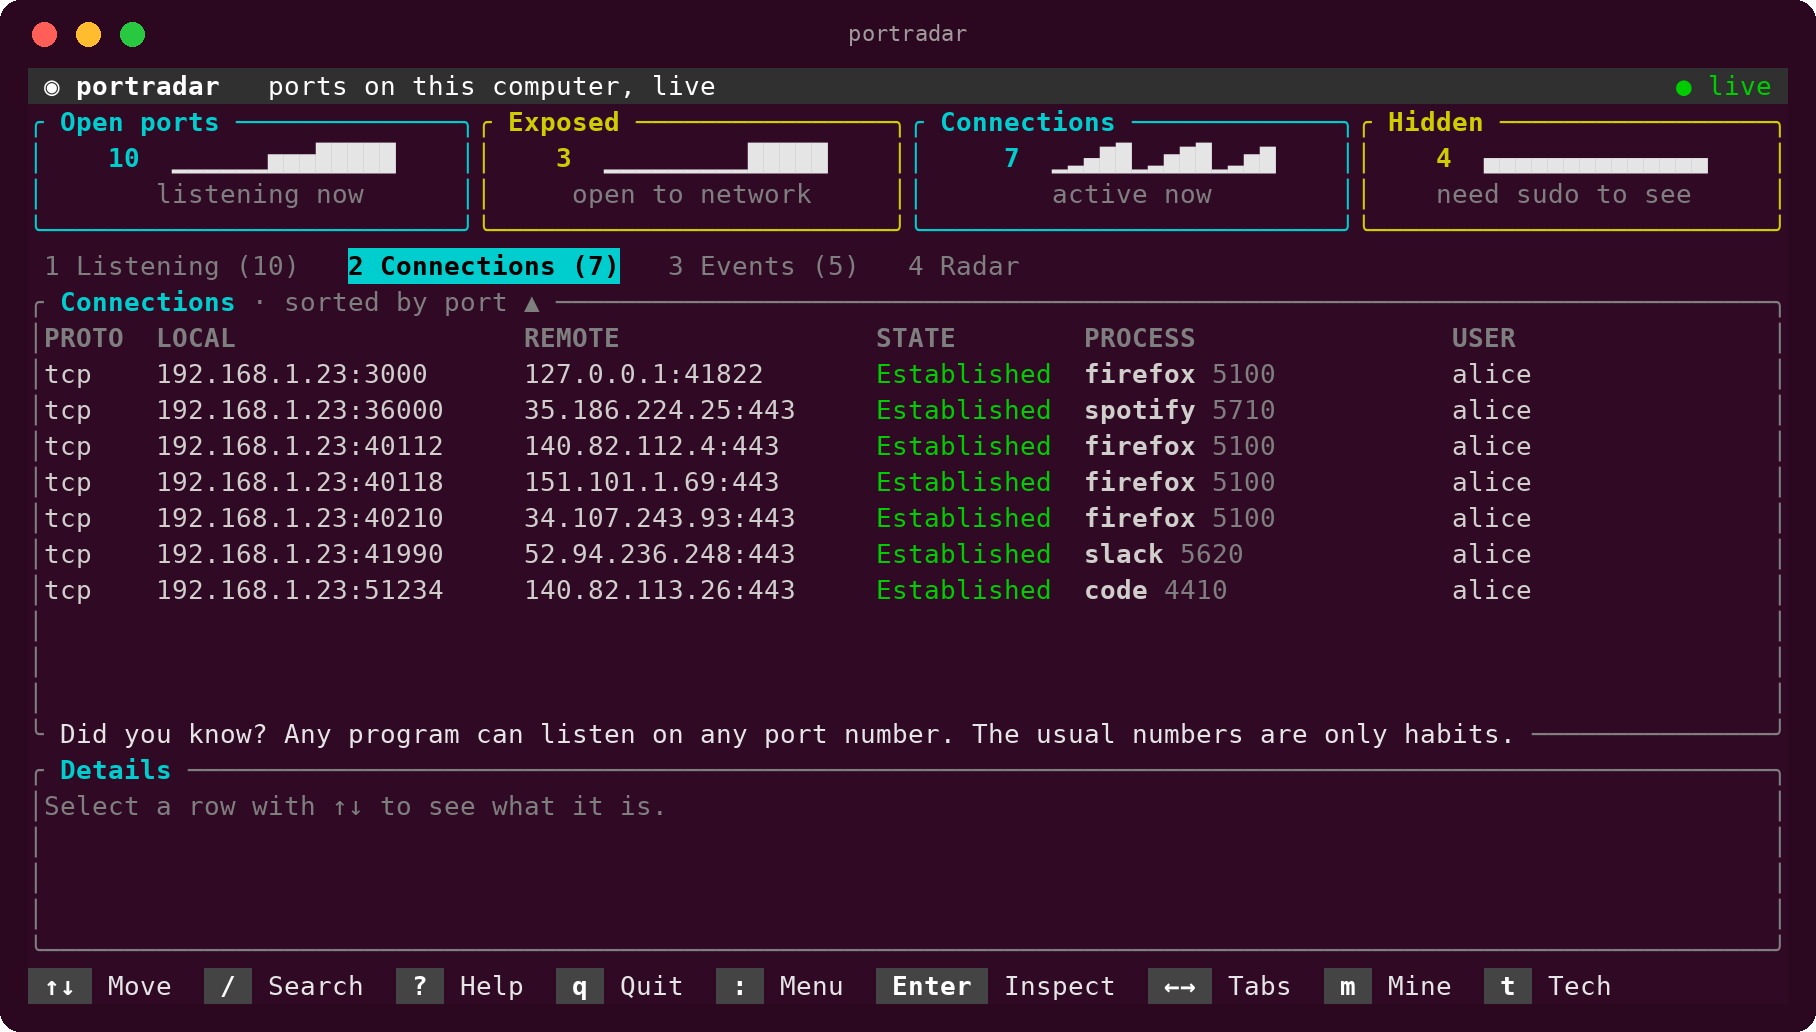 portradar
◉ portradar   ports on this computer, live   ● live
Open ports   Exposed   Connections   Hidden
10   3   7   4
listening now   open to network   active now   need sudo to see
1 Listening (10)   2 Connections (7)   3 Events (5)   4 Radar
Connections · sorted by port ▲
PROTO   LOCAL   REMOTE   STATE   PROCESS   USER
tcp   192.168.1.23:3000   127.0.0.1:41822   Established   firefox 5100   alice
tcp   192.168.1.23:36000   35.186.224.25:443   Established   spotify 5710   alice
tcp   192.168.1.23:40112   140.82.112.4:443   Established   firefox 5100   alice
tcp   192.168.1.23:40118   151.101.1.69:443   Established   firefox 5100   alice
tcp   192.168.1.23:40210   34.107.243.93:443   Established   firefox 5100   alice
tcp   192.168.1.23:41990   52.94.236.248:443   Established   slack 5620   alice
tcp   192.168.1.23:51234   140.82.113.26:443   Established   code 4410   alice
Did you know? Any program can listen on any port number. The usual numbers are only habits.
Details
Select a row with ↑↓ to see what it is.
↑↓ Move   / Search   ? Help   q Quit   : Menu   Enter Inspect   ←→ Tabs   m Mine   t Tech